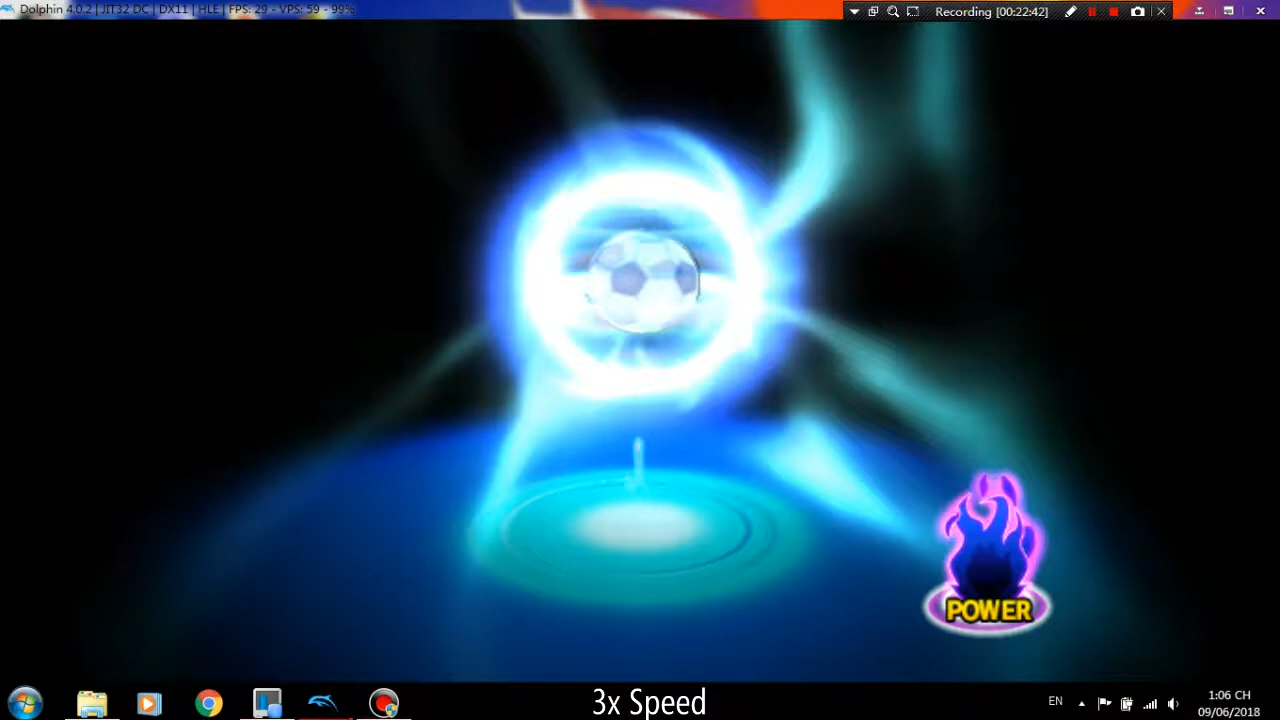 Dolphin 4.0.2 | JIT32 DC | DX11 | HLE | FPS: 29 - VPS: 59 - 99%
Recording [00:22:42]
POWER
3x Speed
EN
1:06 CH
09/06/2018